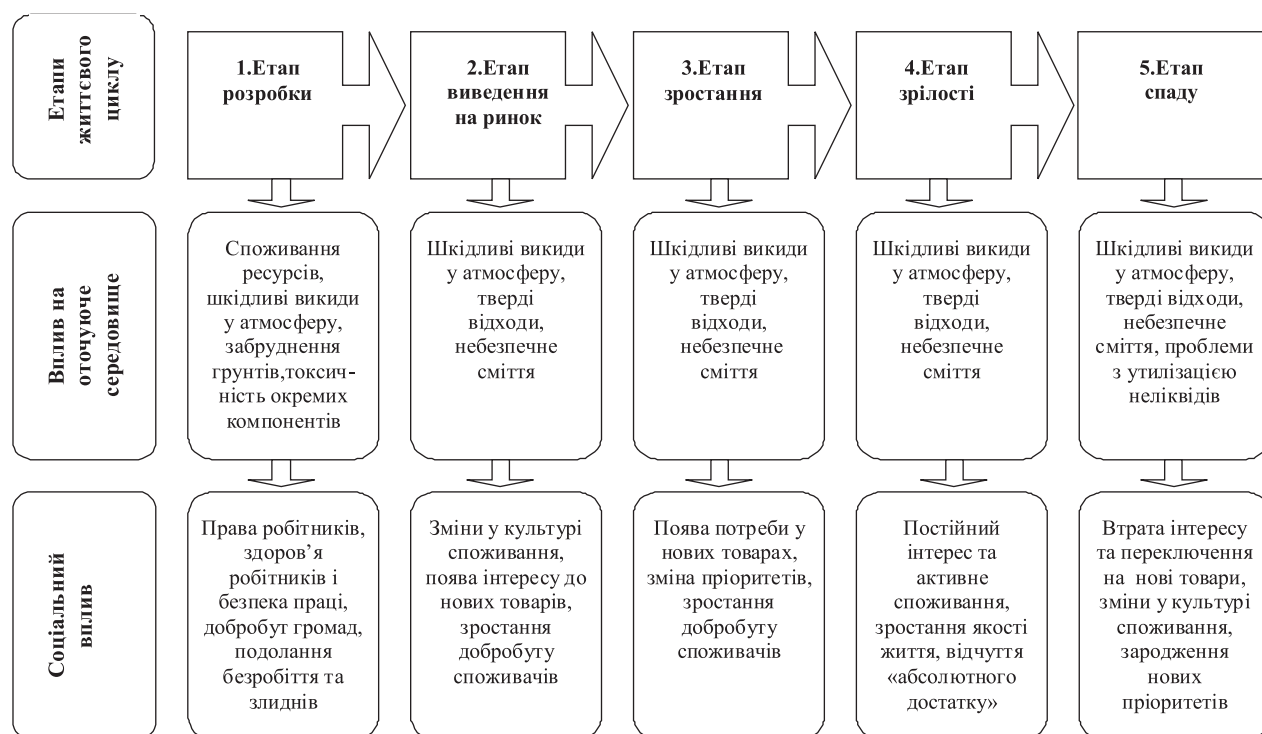 Етапи
життєвого
циклу
1.Етап
розробки
2.Етап
виведення
на ринок
3.Етап
зростання
4.Етап
зрілості
5.Етап
спаду
Вплив на
оточуюче
середовище
Споживання
ресурсів,
шкідливі викиди
у атмосферу,
забруднення
грунтів,токсич-
ність окремих
компонентів
Шкідливі викиди
у атмосферу,
тверді
відходи,
небезпечне
сміття
Шкідливі викиди
у атмосферу,
тверді
відходи,
небезпечне
сміття
Шкідливі викиди
у атмосферу,
тверді
відходи,
небезпечне
сміття
Шкідливі викиди
у атмосферу,
тверді відходи,
небезпечне
сміття, проблеми
з утилізацією
неліквідів
Соціальний
вплив
Права робітників,
здоров’я
робітників і
безпека праці,
добробут громад,
подолання
безробіття та
злиднів
Зміни у культурі
споживання,
поява інтересу до
нових товарів,
зростання
добробуту
споживачів
Поява потреби у
нових товарах,
зміна пріоритетів,
зростання
добробуту
споживачів
Постійний
інтерес та
активне
споживання,
зростання якості
життя, відчуття
«абсолютного
достатку»
Втрата інтересу
та переключення
на нові товари,
зміни у культурі
споживання,
зародження
нових
пріоритетів